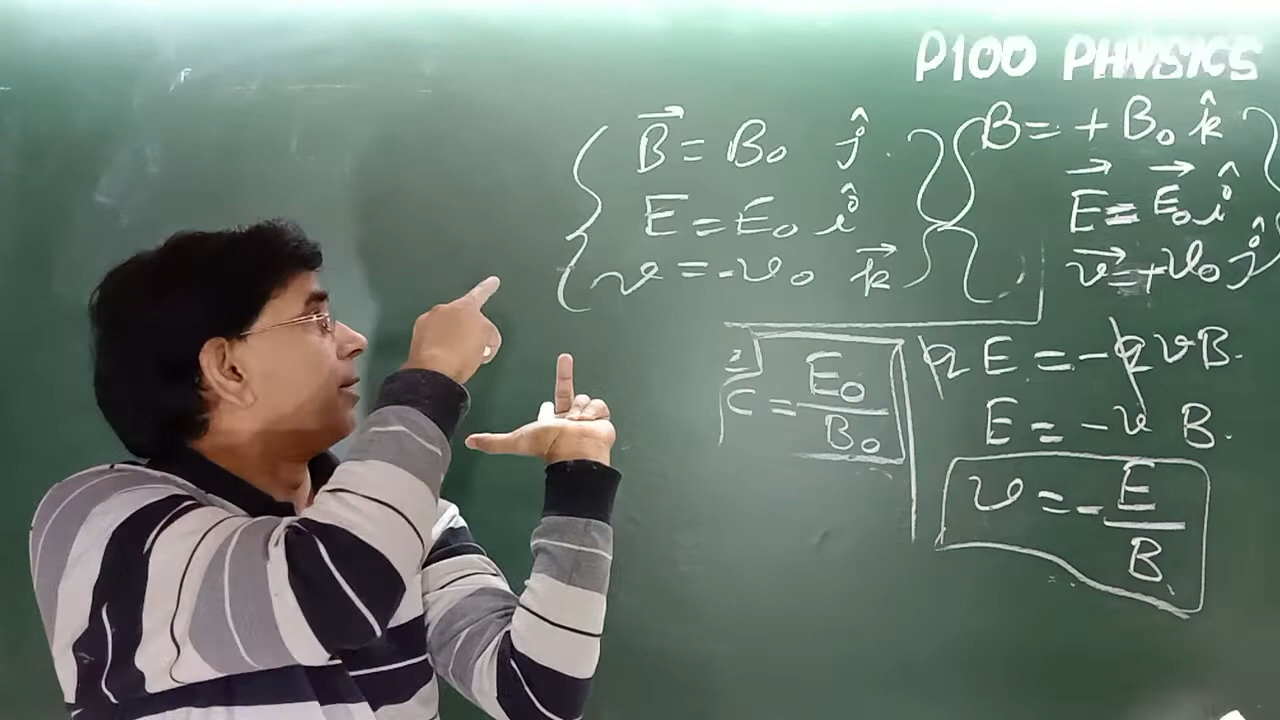 P100 PHYSICS
B⃗ = B₀ ĵ
E = E₀ î
v = -v₀ k⃗
B = + B₀ k̂
E⃗ = E⃗₀ î
v⃗ = +v₀ ĵ
C = E₀/B₀
qE = -qvB.
E = -v B.
v = -E/B